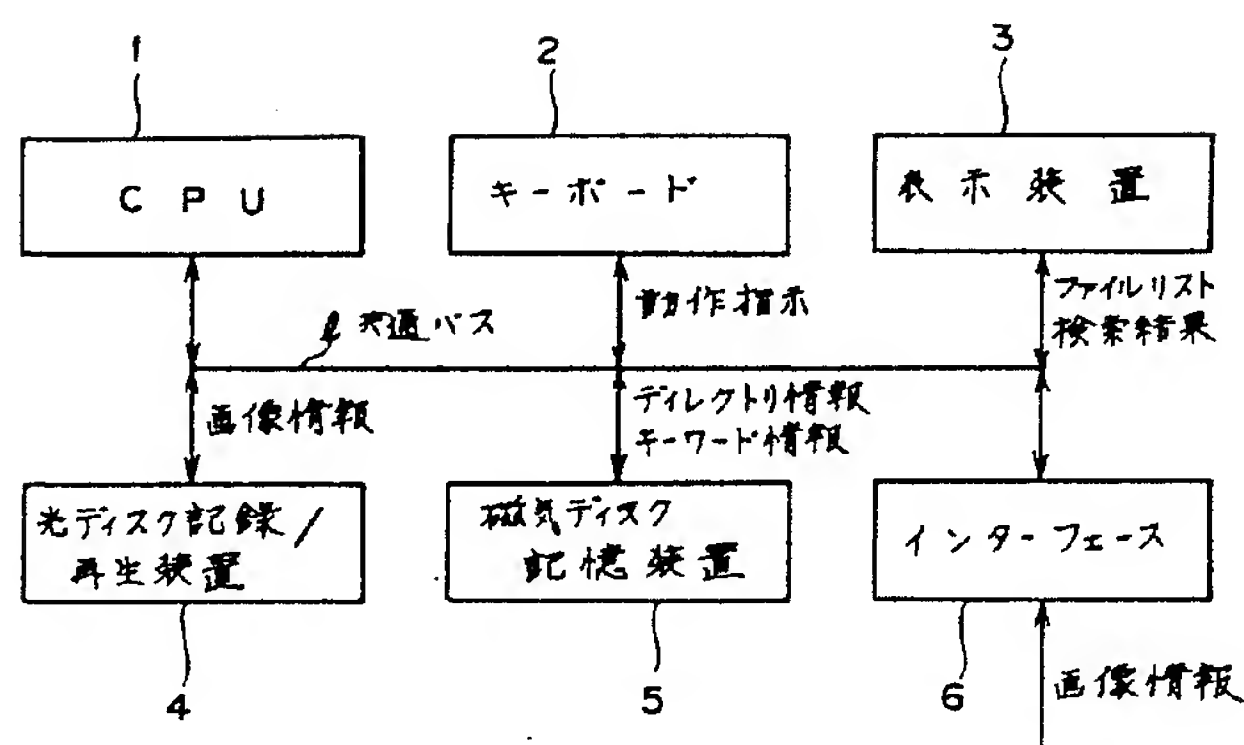 1
2
3
CPU
キーボード
表示装置
動作指示
ファイルリスト
検索結果
ℓ 共通バス
画像情報
ディレクトリ情報
キーワード情報
光ディスク記録/
再生装置
磁気ディスク
記憶装置
インターフェース
4
5
6
画像情報